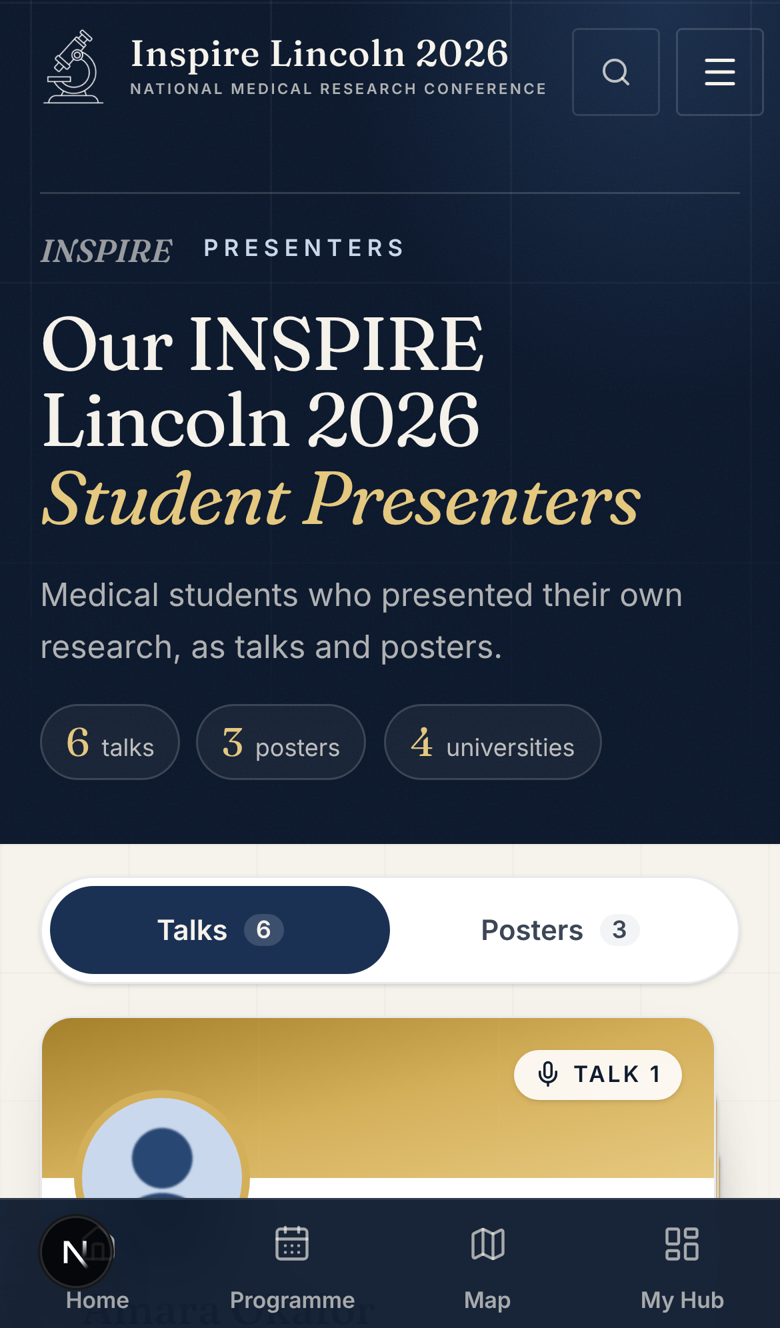 Inspire Lincoln 2026
NATIONAL MEDICAL RESEARCH CONFERENCE
INSPIRE PRESENTERS
Our INSPIRE
Lincoln 2026
Student Presenters
Medical students who presented their own
research, as talks and posters.
6 talks 3 posters 4 universities
Talks 6 Posters 3
TALK 1
N
Amara Okafor
Home Programme Map My Hub